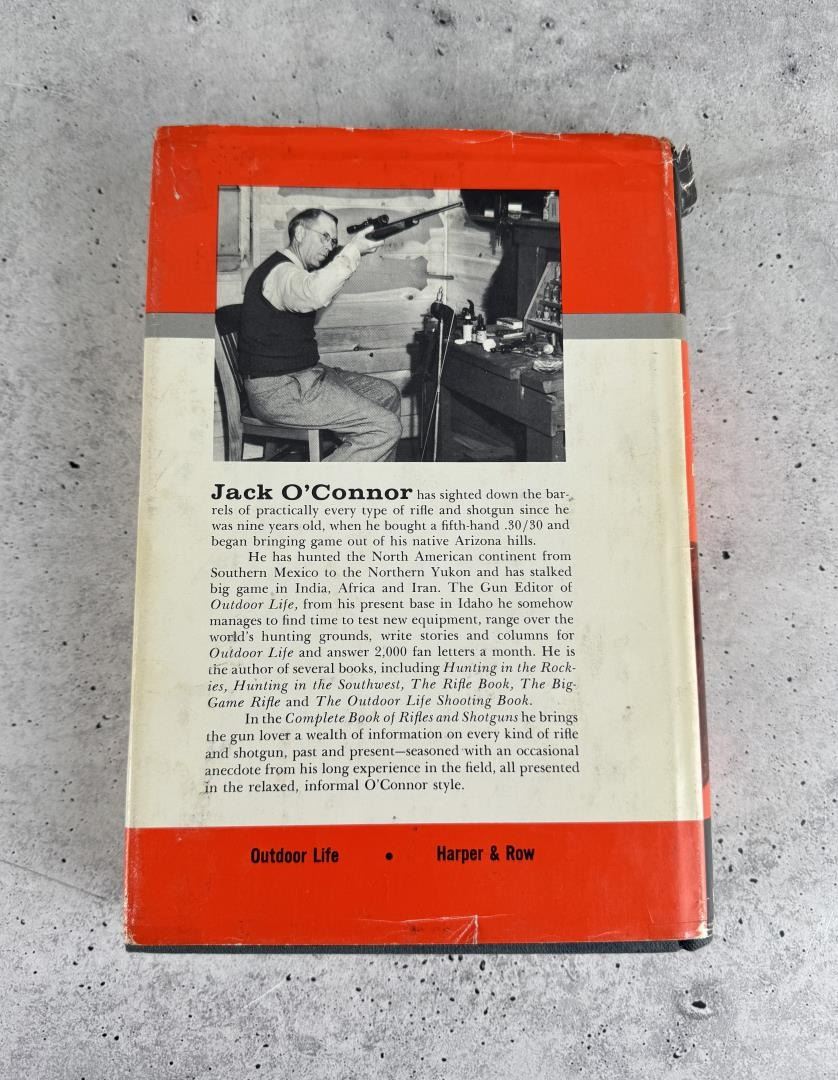 Jack O'Connor has sighted down the bar-
rels of practically every type of rifle and shotgun since he
was nine years old, when he bought a fifth-hand .30/30 and
began bringing game out of his native Arizona hills.
He has hunted the North American continent from
Southern Mexico to the Northern Yukon and has stalked
big game in India, Africa and Iran. The Gun Editor of
Outdoor Life, from his present base in Idaho he somehow
manages to find time to test new equipment, range over the
world's hunting grounds, write stories and columns for
Outdoor Life and answer 2,000 fan letters a month. He is
the author of several books, including Hunting in the Rock-
ies, Hunting in the Southwest, The Rifle Book, The Big-
Game Rifle and The Outdoor Life Shooting Book.
In the Complete Book of Rifles and Shotguns he brings
the gun lover a wealth of information on every kind of rifle
and shotgun, past and present—seasoned with an occasional
anecdote from his long experience in the field, all presented
in the relaxed, informal O'Connor style.
Outdoor Life • Harper & Row